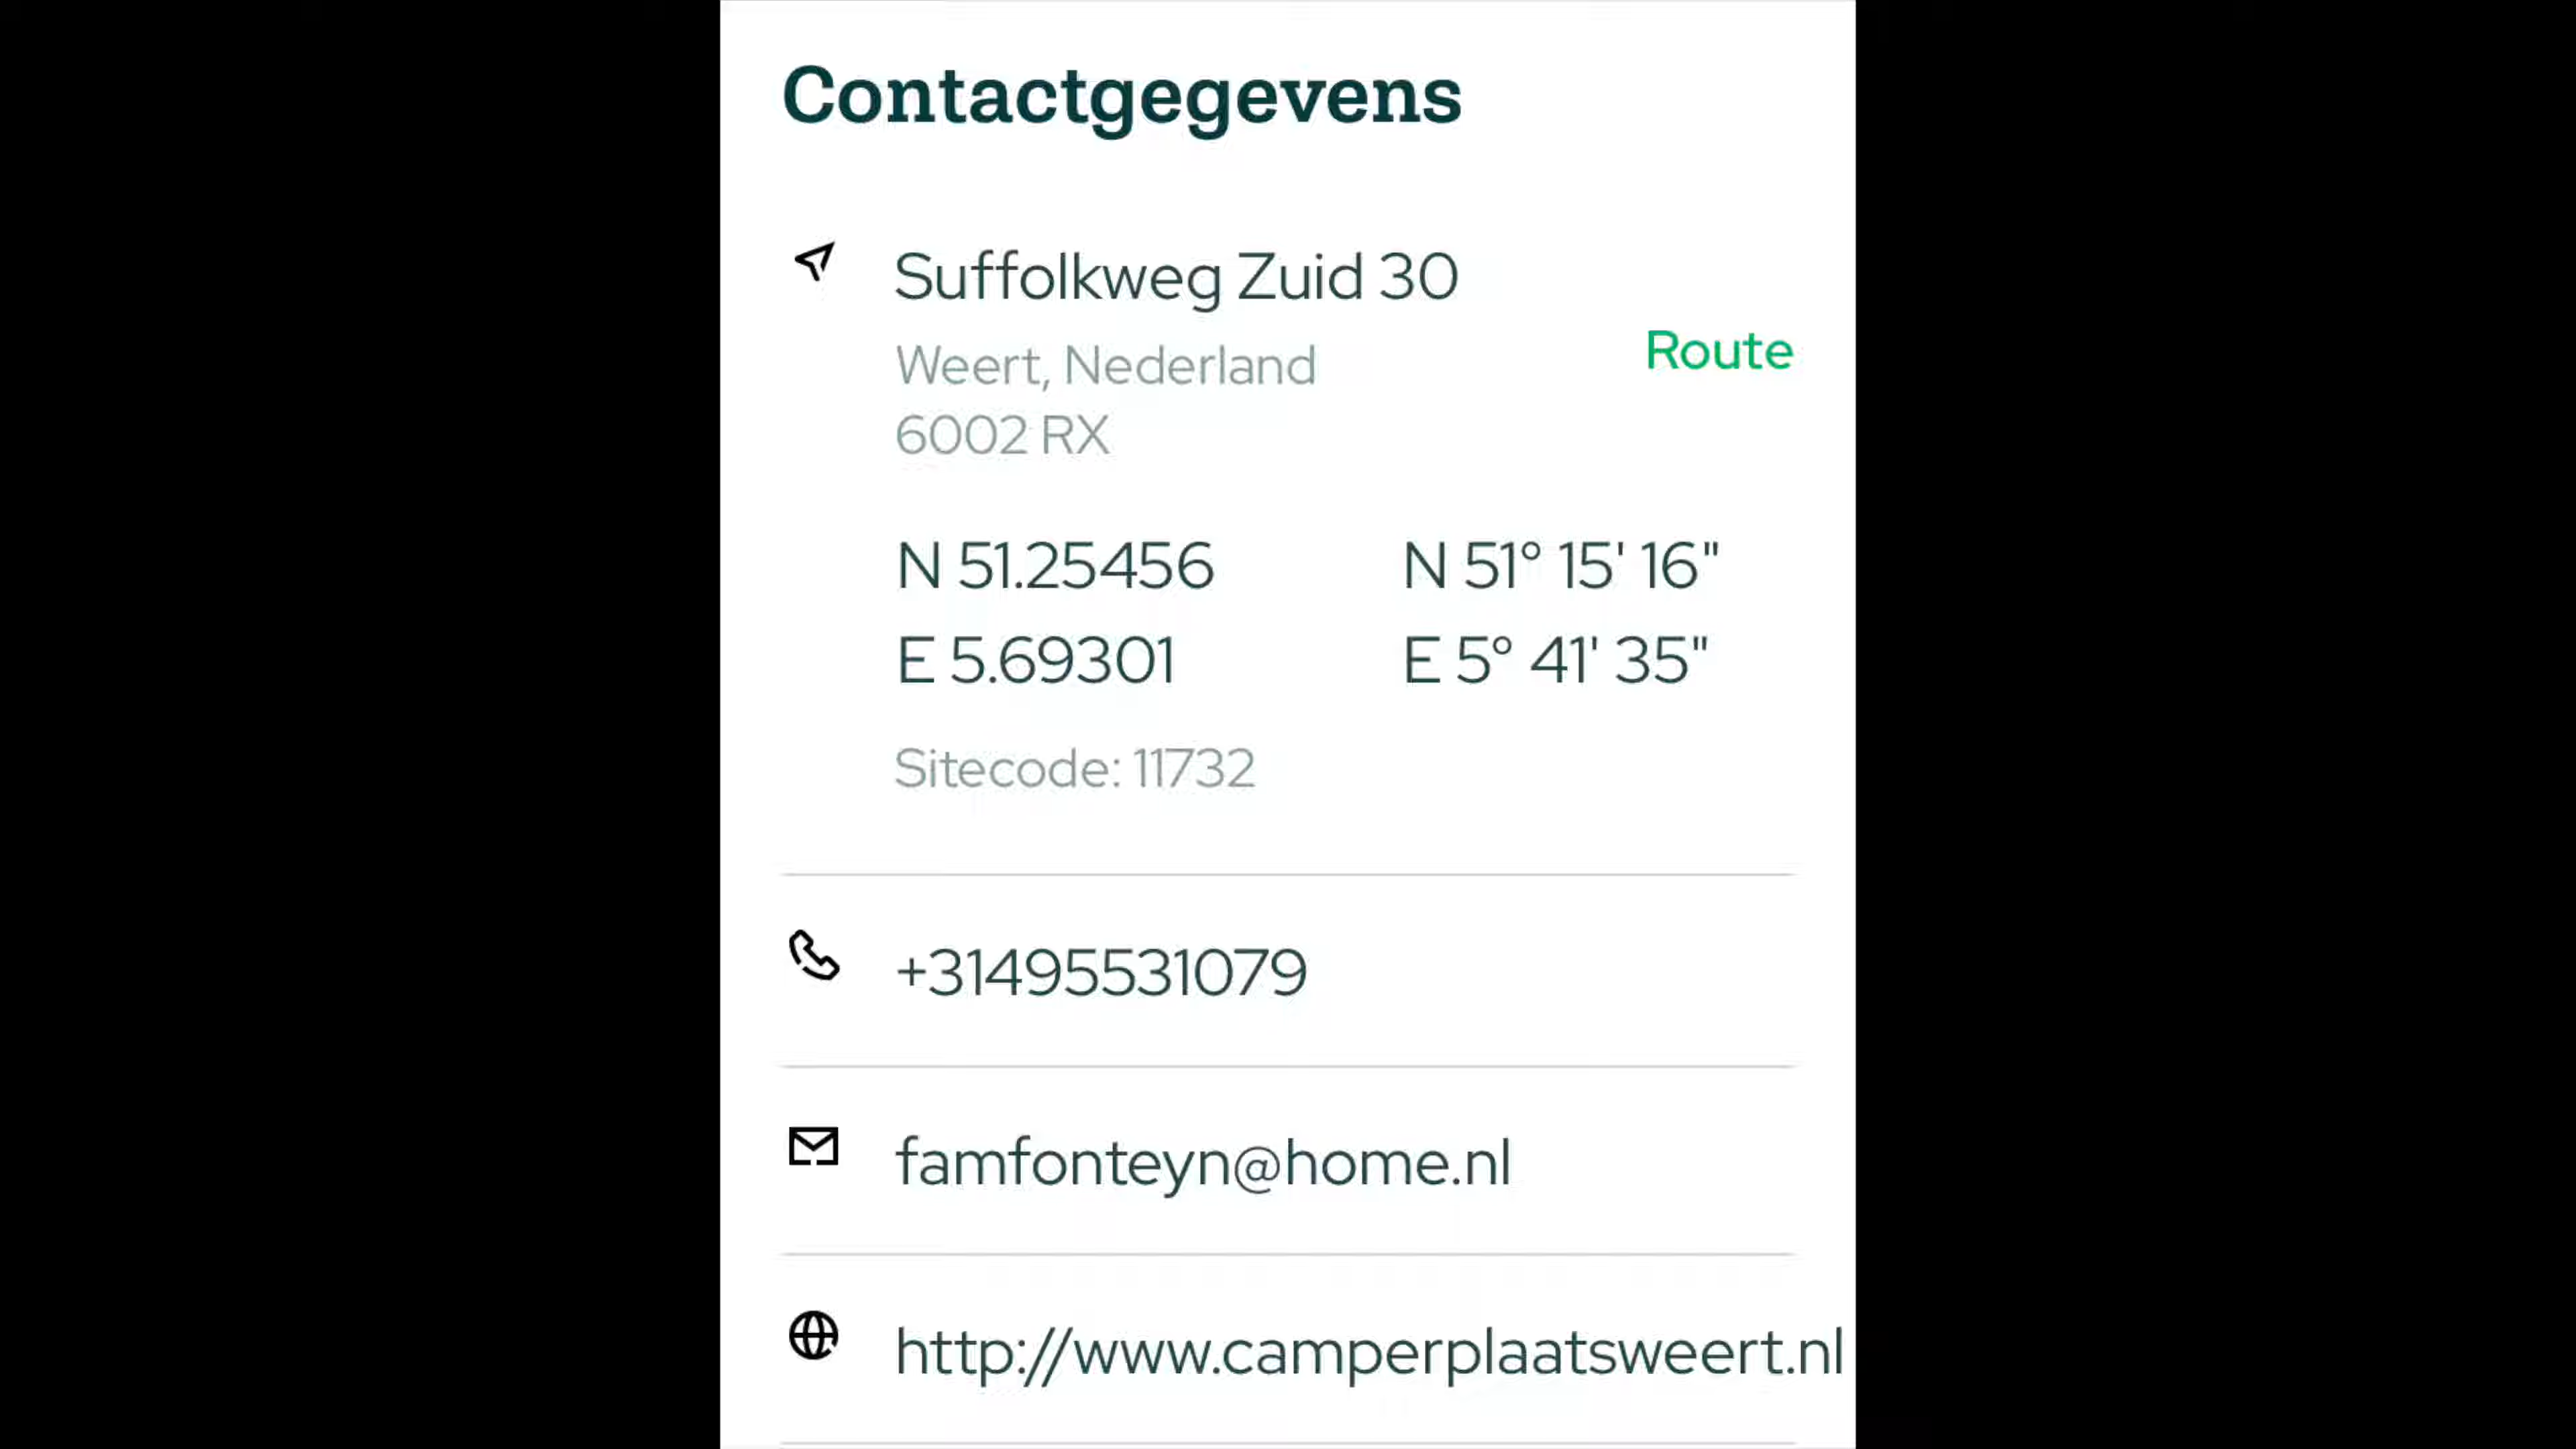 Contactgegevens
Suffolkweg Zuid 30
Weert, Nederland
Route
6002 RX
N 51.25456
N 51° 15' 16"
E 5.69301
E 5° 41' 35"
Sitecode: 11732
+31495531079
famfonteyn@home.nl
http://www.camperplaatsweert.nl